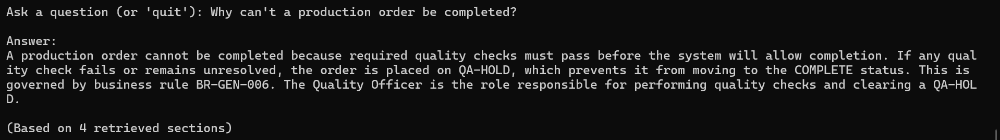 Ask a question (or 'quit'): Why can't a production order be completed?
Answer:
A production order cannot be completed because required quality checks must pass before the system will allow completion. If any qual
ity check fails or remains unresolved, the order is placed on QA-HOLD, which prevents it from moving to the COMPLETE status. This is
governed by business rule BR-GEN-006. The Quality Officer is the role responsible for performing quality checks and clearing a QA-HOL
D.
(Based on 4 retrieved sections)